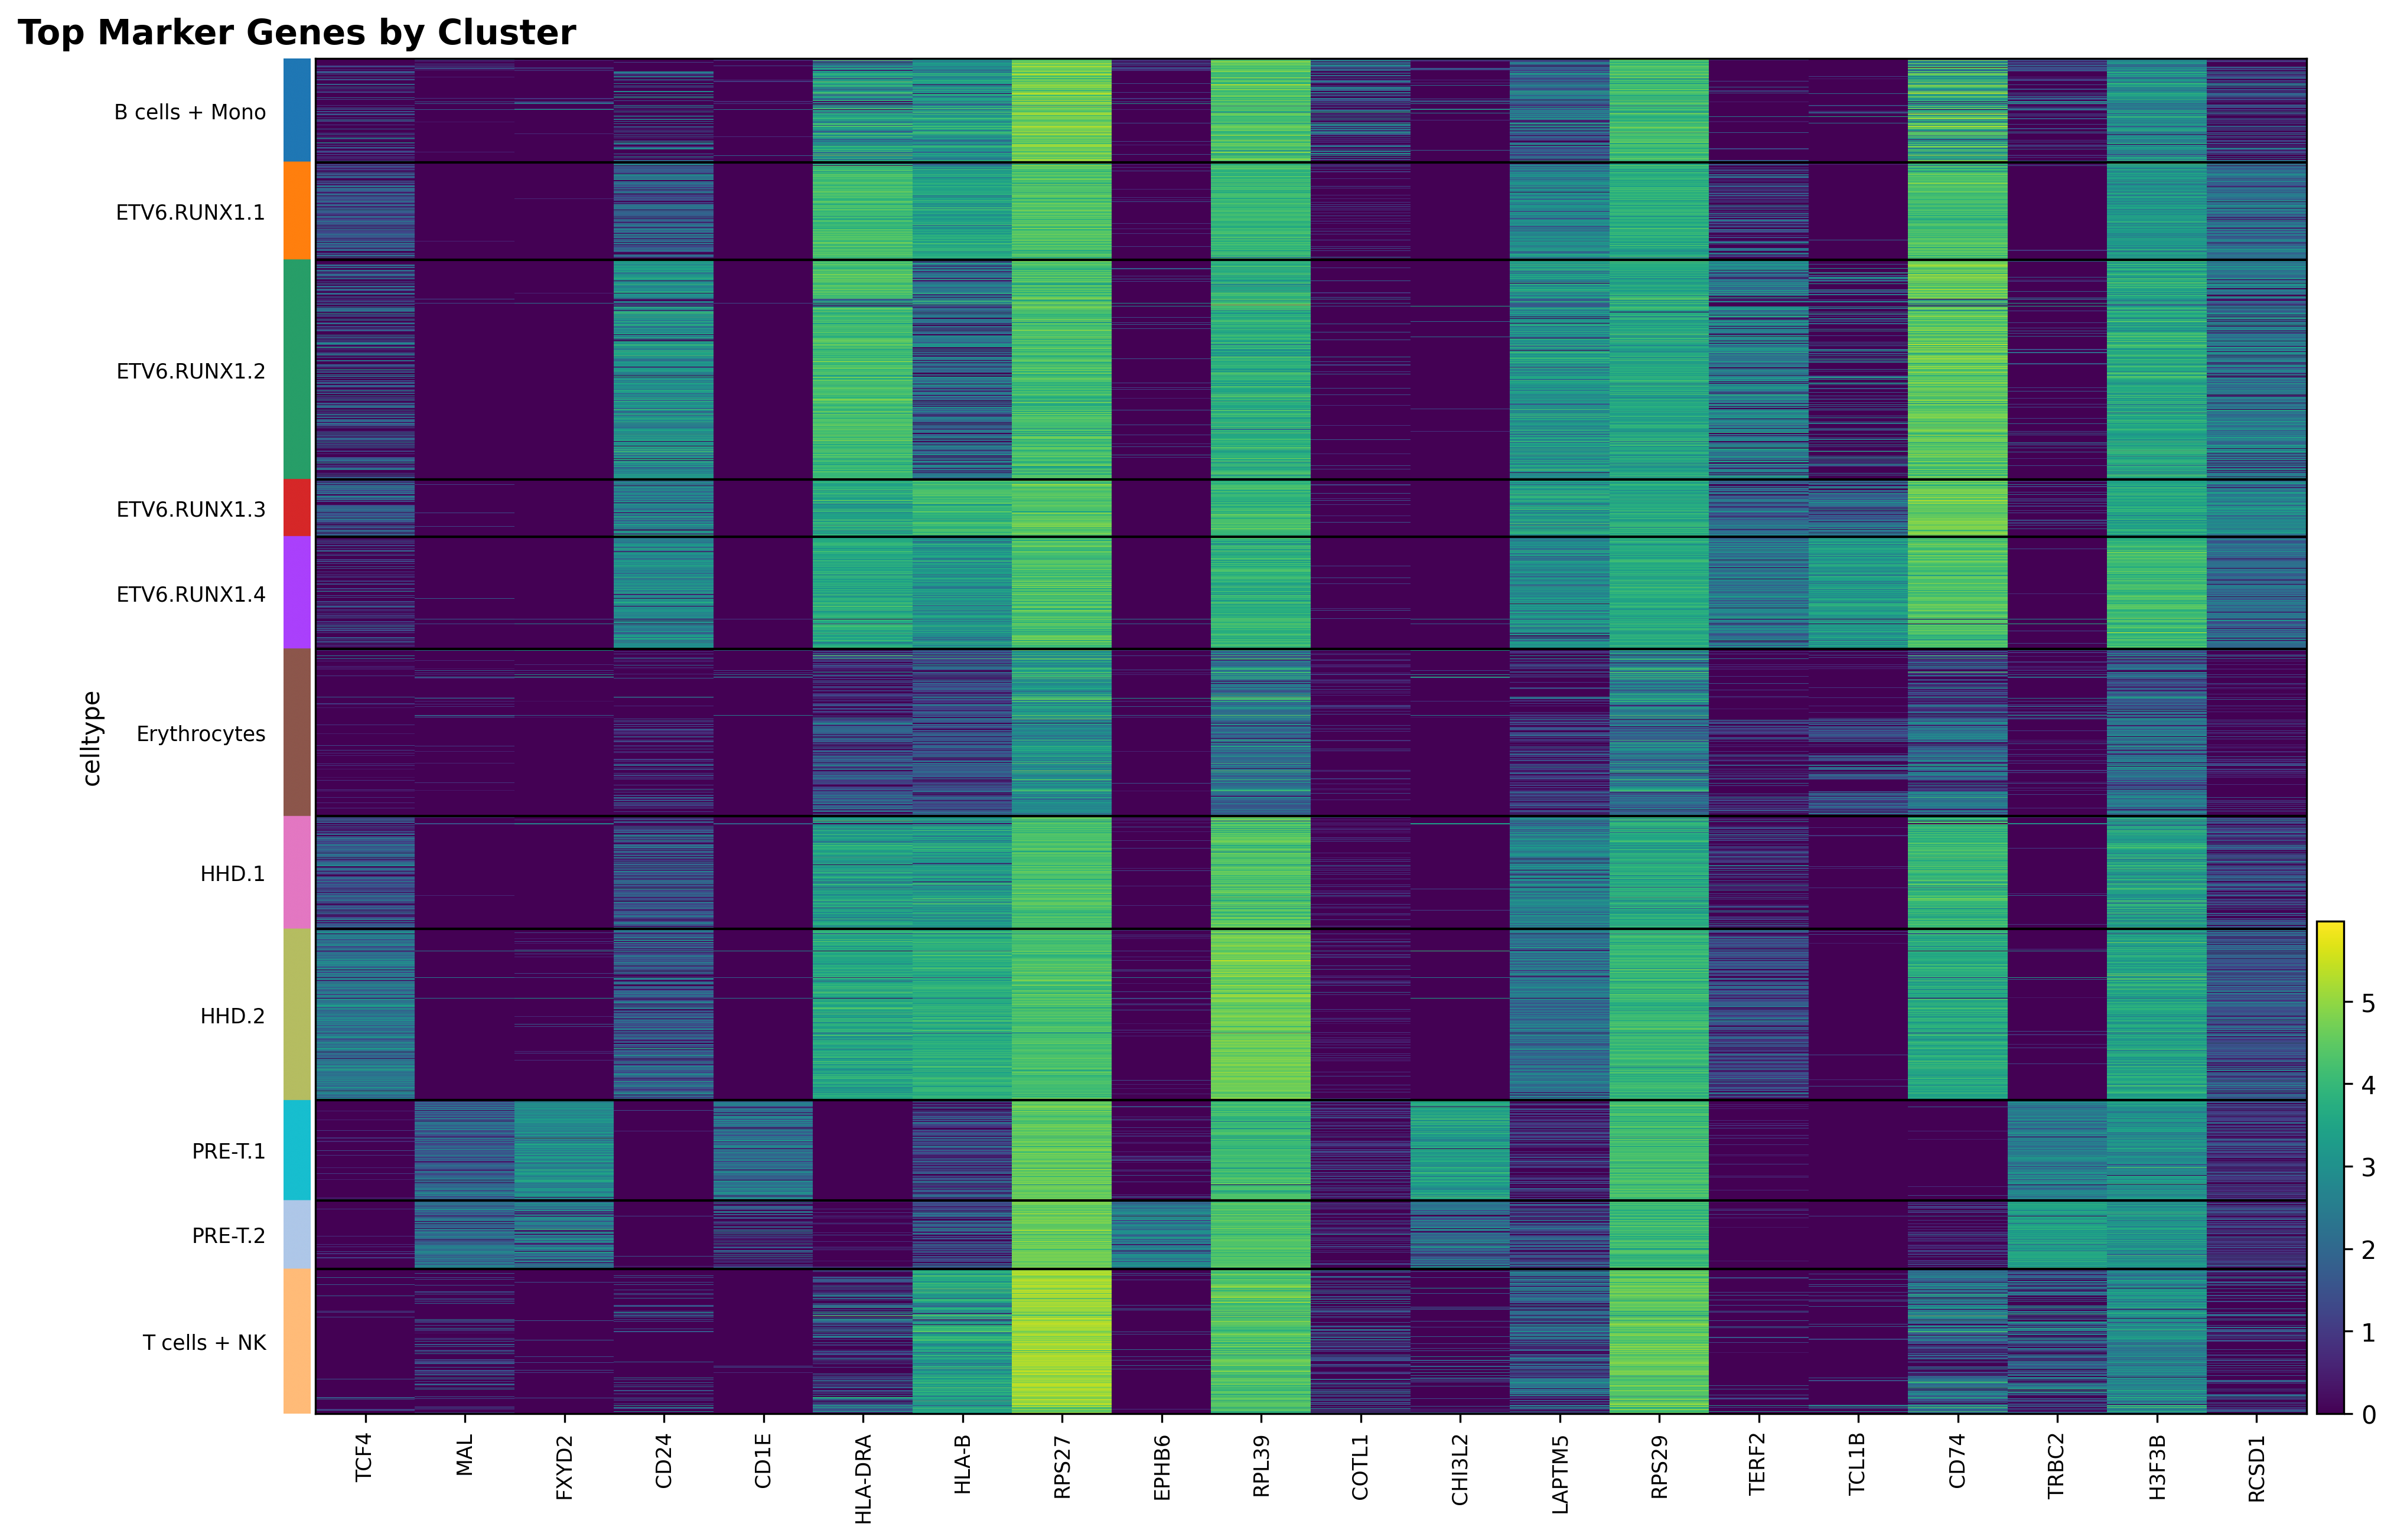 Top Marker Genes by Cluster
celltype
B cells + Mono
ETV6.RUNX1.1
ETV6.RUNX1.2
ETV6.RUNX1.3
ETV6.RUNX1.4
Erythrocytes
HHD.1
HHD.2
PRE-T.1
PRE-T.2
T cells + NK
5
4
3
2
1
0
TCF4
MAL
FXYD2
CD24
CD1E
HLA-DRA
HLA-B
RPS27
EPHB6
RPL39
COTL1
CHI3L2
LAPTM5
RPS29
TERF2
TCL1B
CD74
TRBC2
H3F3B
RCSD1